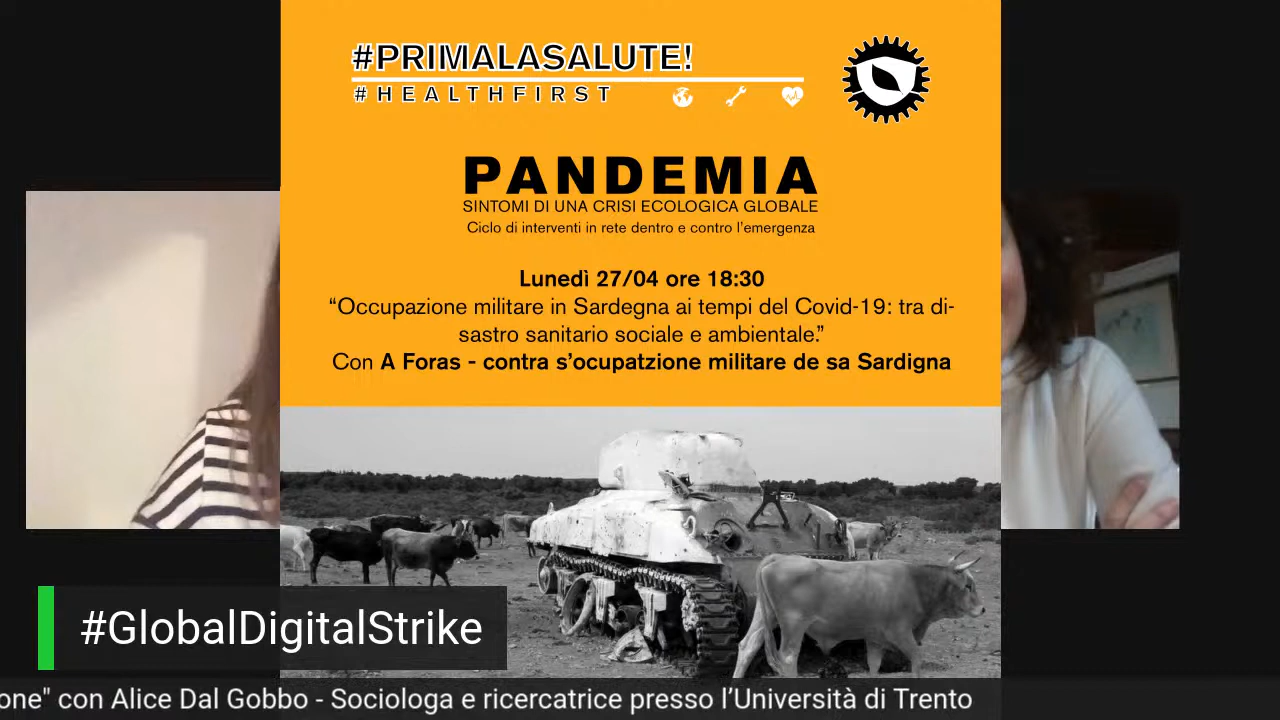 #PRIMALASALUTE!
#HEALTHFIRST
PANDEMIA
SINTOMI DI UNA CRISI ECOLOGICA GLOBALE
Ciclo di interventi in rete dentro e contro l'emergenza
Lunedì 27/04 ore 18:30
“Occupazione militare in Sardegna ai tempi del Covid-19: tra di-
sastro sanitario sociale e ambientale.”
Con A Foras - contra s’ocupatzione militare de sa Sardigna
#GlobalDigitalStrike
one" con Alice Dal Gobbo - Sociologa e ricercatrice presso l’Università di Trento